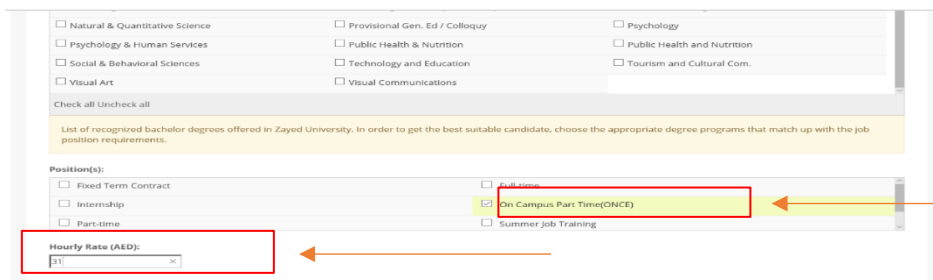 Natural & Quantitative Science Provisional Gen. Ed / Colloquy Psychology
Psychology & Human Services Public Health & Nutrition Public Health and Nutrition
Social & Behavioral Sciences Technology and Education Tourism and Cultural Com.
Visual Art Visual Communications
Check all Uncheck all
List of recognized bachelor degrees offered in Zayed University. In order to get the best suitable candidate, choose the appropriate degree programs that match up with the job
position requirements.
Position(s):
Fixed Term Contract Full-time
Internship On Campus Part Time(ONCE)
Part-time Summer Job Training
Hourly Rate (AED):
31